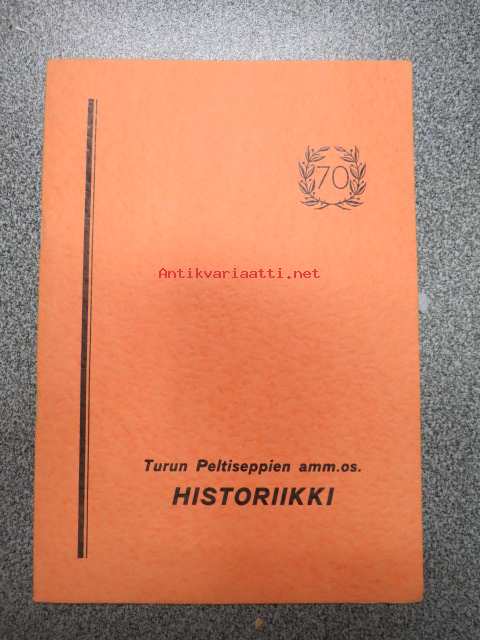 70
Antikvariaatti.net
Turun Peltiseppien amm.os.
HISTORIIKKI